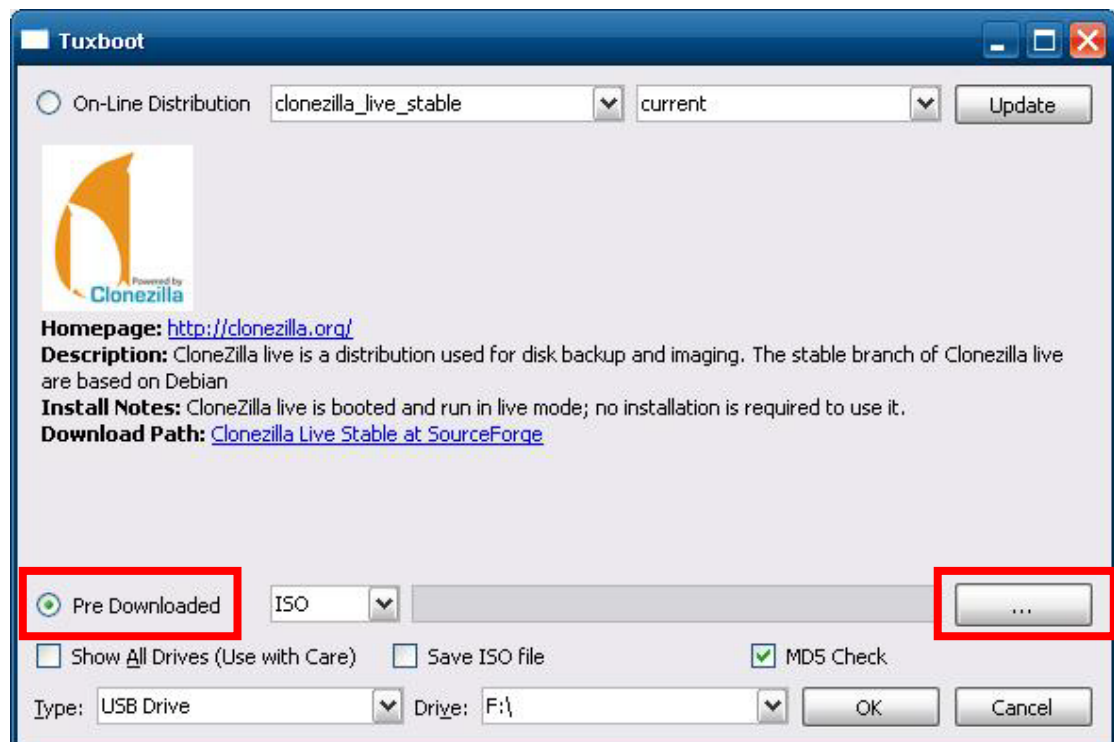 Tuxboot
On-Line Distribution clonezilla_live_stable current Update
Powered by
Clonezilla
Homepage: http://clonezilla.org/
Description: CloneZilla live is a distribution used for disk backup and imaging. The stable branch of Clonezilla live
are based on Debian
Install Notes: CloneZilla live is booted and run in live mode; no installation is required to use it.
Download Path: Clonezilla Live Stable at SourceForge
Pre Downloaded ISO ...
Show All Drives (Use with Care) Save ISO file MD5 Check
Type: USB Drive Drive: F:\ OK Cancel